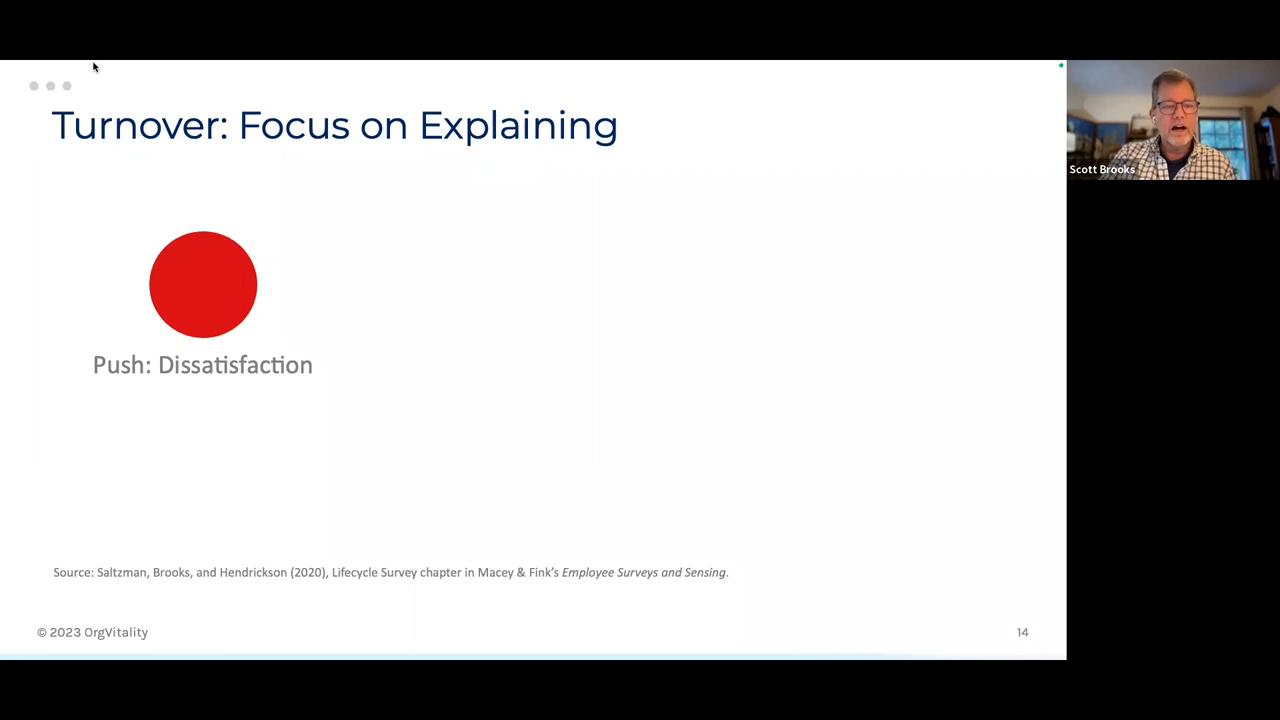 Turnover: Focus on Explaining
Scott Brooks
Push: Dissatisfaction
Source: Saltzman, Brooks, and Hendrickson (2020), Lifecycle Survey chapter in Macey & Fink’s Employee Surveys and Sensing.
© 2023 OrgVitality
14